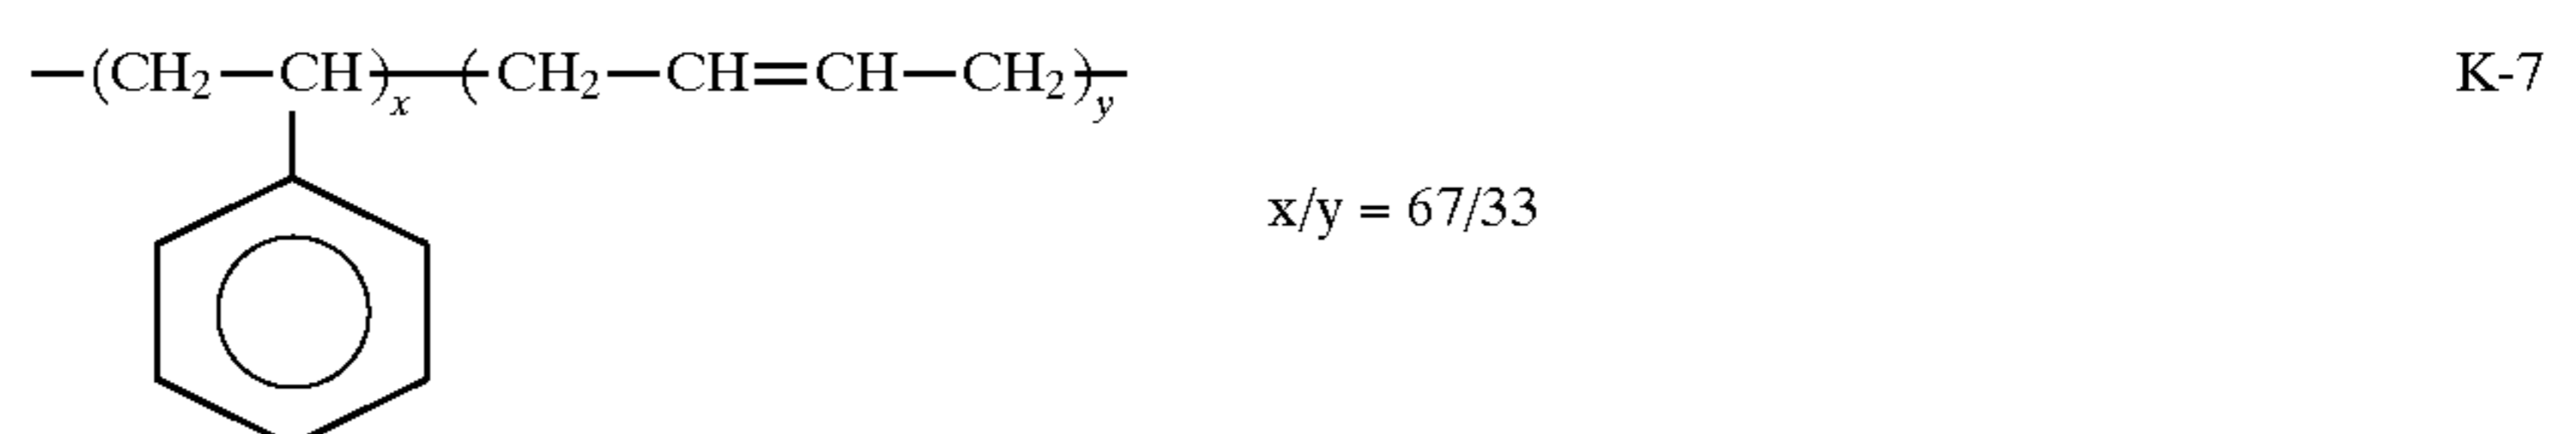 —(CH₂—CH)ₓ—(CH₂—CH=CH—CH₂)ᵧ— K-7
x/y = 67/33